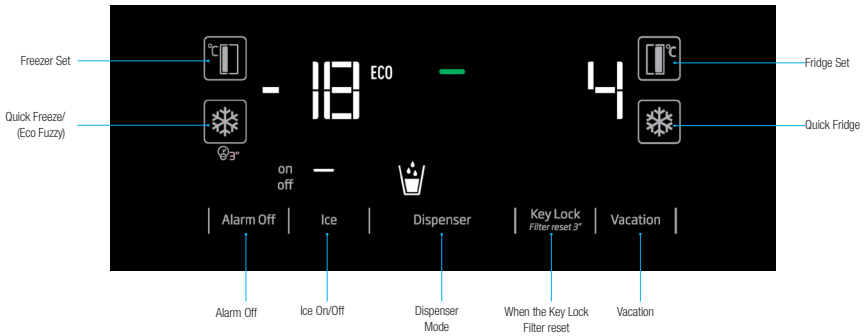 Freezer Set
°C
- 18
ECO
4
°C
Fridge Set
Quick Freeze/
(Eco Fuzzy)
Quick Fridge
3"
on
off
Alarm Off
Ice
Dispenser
Key Lock
Filter reset 3"
Vacation
Alarm Off
Ice On/Off
Dispenser
Mode
When the Key Lock
Filter reset
Vacation